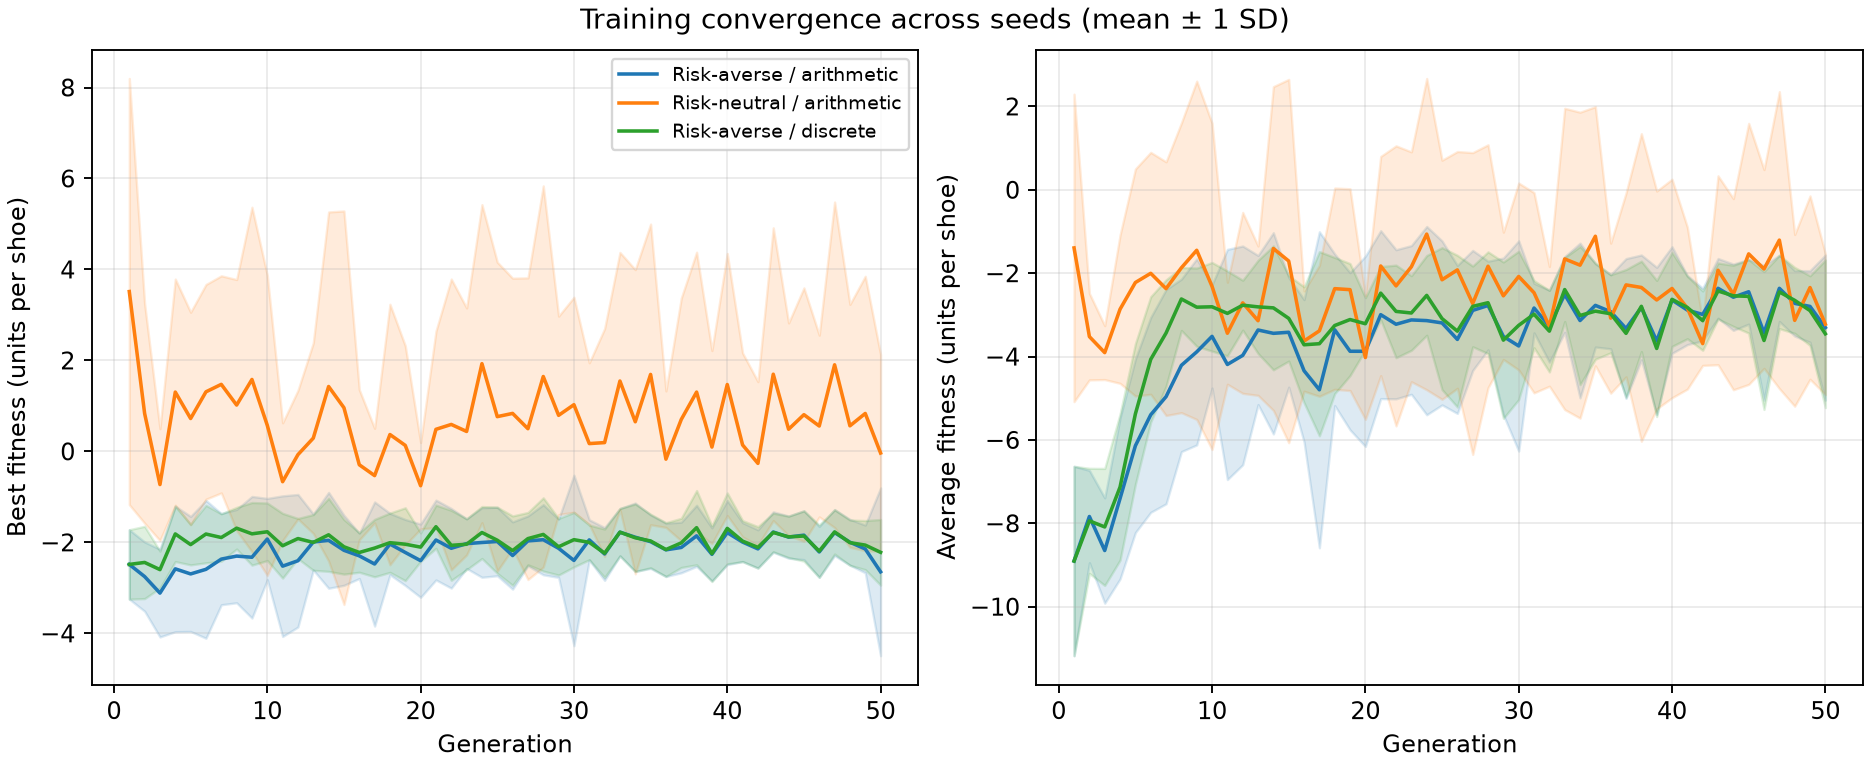 Training convergence across seeds (mean ± 1 SD)
Best fitness (units per shoe)
8
6
4
2
0
−2
−4
Risk-averse / arithmetic
Risk-neutral / arithmetic
Risk-averse / discrete
0 10 20 30 40 50
Generation
Average fitness (units per shoe)
2
0
−2
−4
−6
−8
−10
0 10 20 30 40 50
Generation